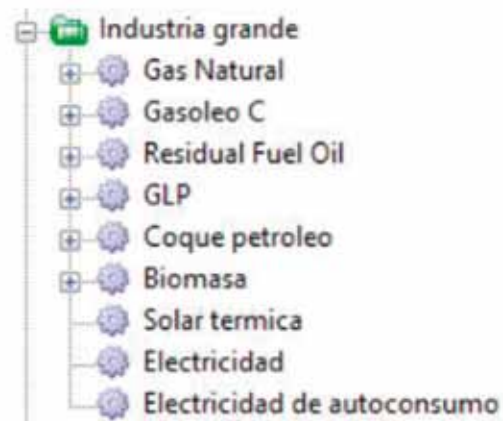 Industria grande
Gas Natural
Gasoleo C
Residual Fuel Oil
GLP
Coque petroleo
Biomasa
Solar termica
Electricidad
Electricidad de autoconsumo